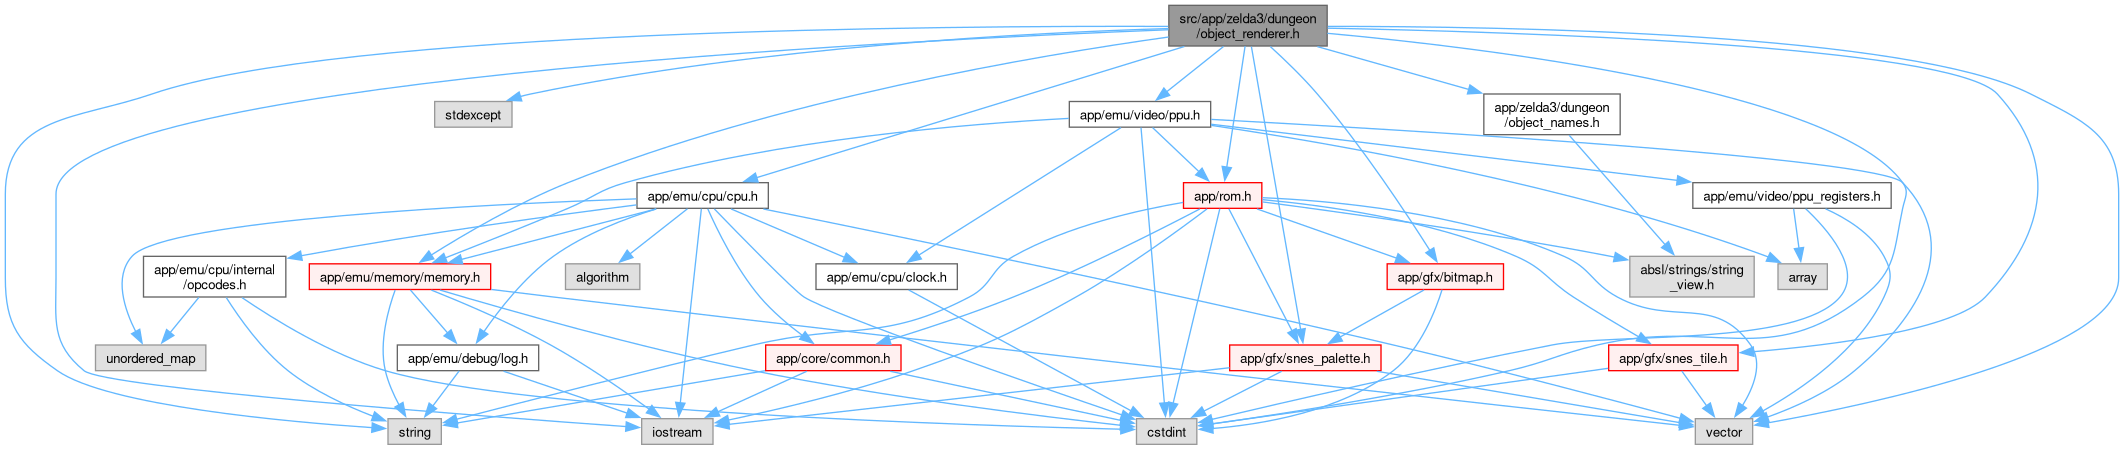 src/app/zelda3/dungeon
/object_renderer.h
stdexcept
app/emu/video/ppu.h
app/zelda3/dungeon
/object_names.h
app/emu/cpu/cpu.h
app/rom.h
app/emu/video/ppu_registers.h
app/emu/cpu/internal
/opcodes.h
app/emu/memory/memory.h
algorithm
app/emu/cpu/clock.h
app/gfx/bitmap.h
absl/strings/string
_view.h
array
unordered_map
app/emu/debug/log.h
app/core/common.h
app/gfx/snes_palette.h
app/gfx/snes_tile.h
string
iostream
cstdint
vector